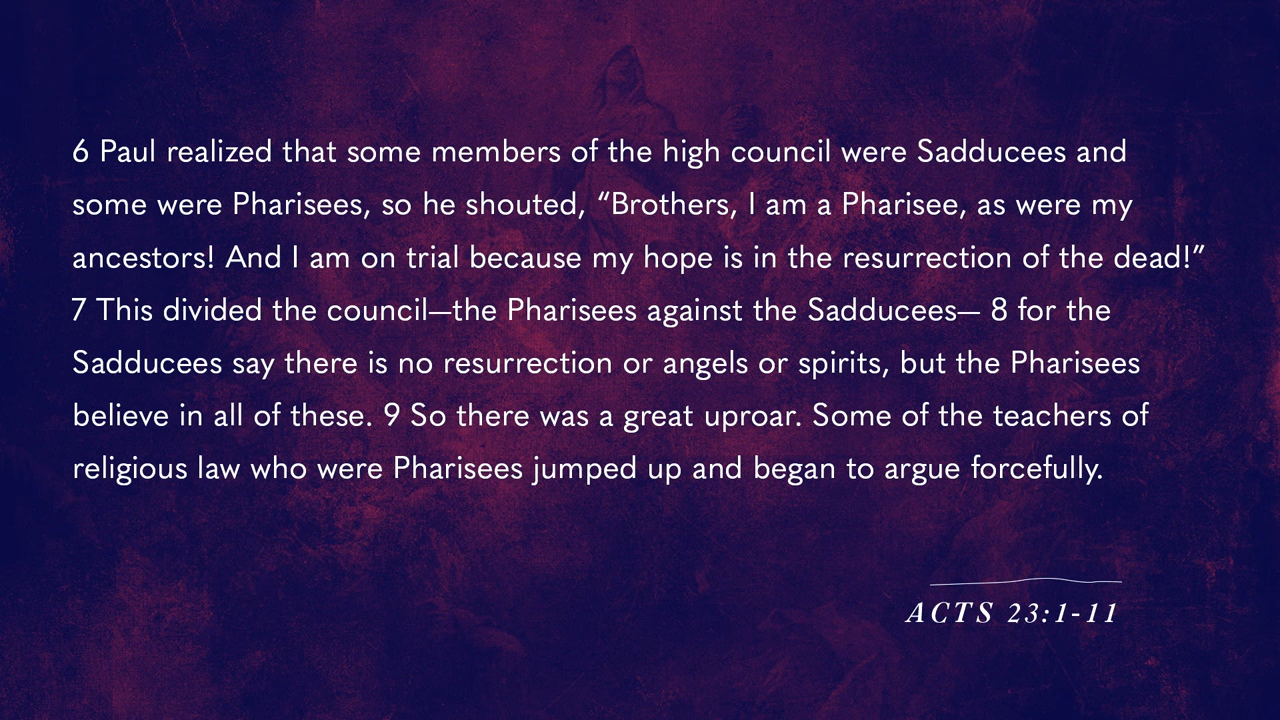 6 Paul realized that some members of the high council were Sadducees and
some were Pharisees, so he shouted, “Brothers, I am a Pharisee, as were my
ancestors! And I am on trial because my hope is in the resurrection of the dead!”
7 This divided the council—the Pharisees against the Sadducees— 8 for the
Sadducees say there is no resurrection or angels or spirits, but the Pharisees
believe in all of these. 9 So there was a great uproar. Some of the teachers of
religious law who were Pharisees jumped up and began to argue forcefully.
ACTS 23:1-11